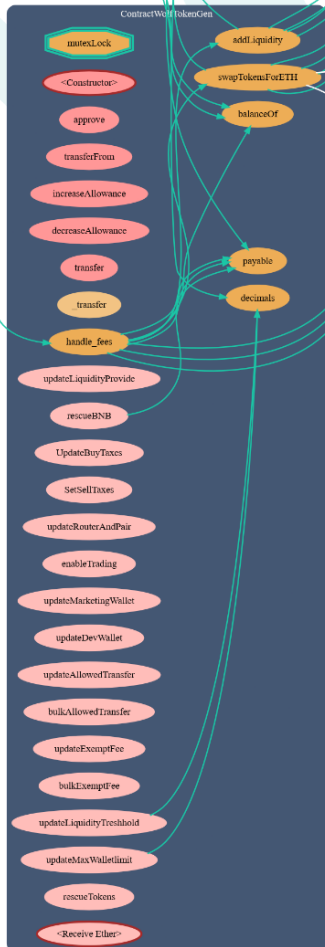 ContractWolfTokenGen
mutexLock
addLiquidity
<Constructor>
swapTokensForETH
approve
balanceOf
transferFrom
increaseAllowance
decreaseAllowance
transfer
payable
_transfer
decimals
handle_fees
updateLiquidityProvide
rescueBNB
UpdateBuyTaxes
SetSellTaxes
updateRouterAndPair
enableTrading
updateMarketingWallet
updateDevWallet
updateAllowedTransfer
bulkAllowedTransfer
updateExemptFee
bulkExemptFee
updateLiquidityTreshhold
updateMaxWalletlimit
rescueTokens
<Receive Ether>